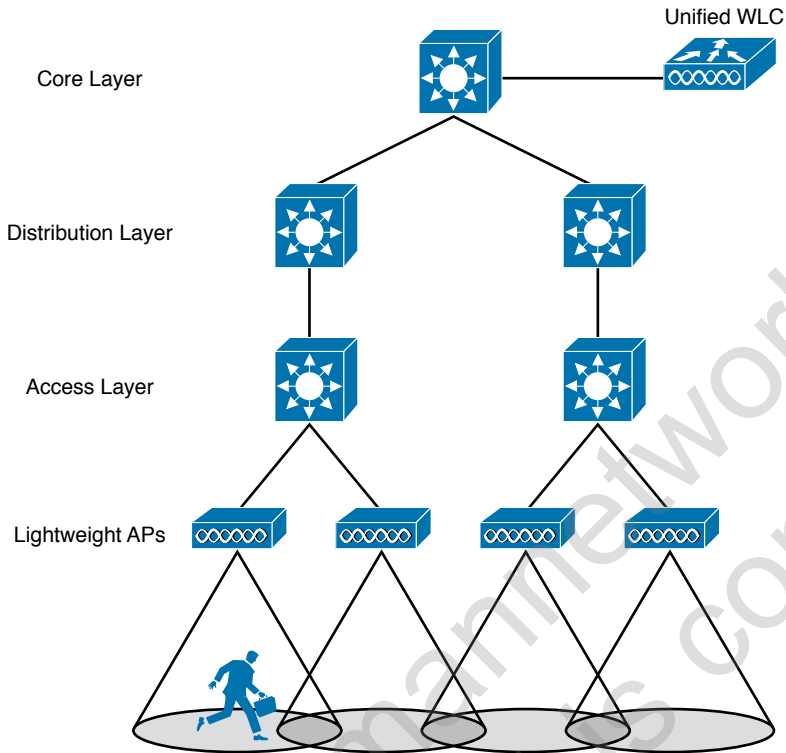 Unified WLC
Core Layer
Distribution Layer
Access Layer
Lightweight APs